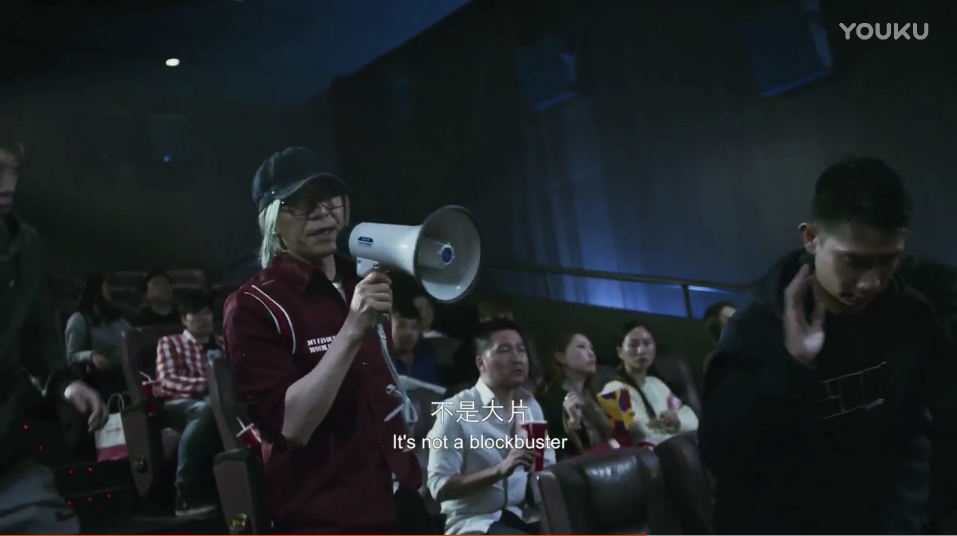 YOUKU
不是大片
It's not a blockbuster